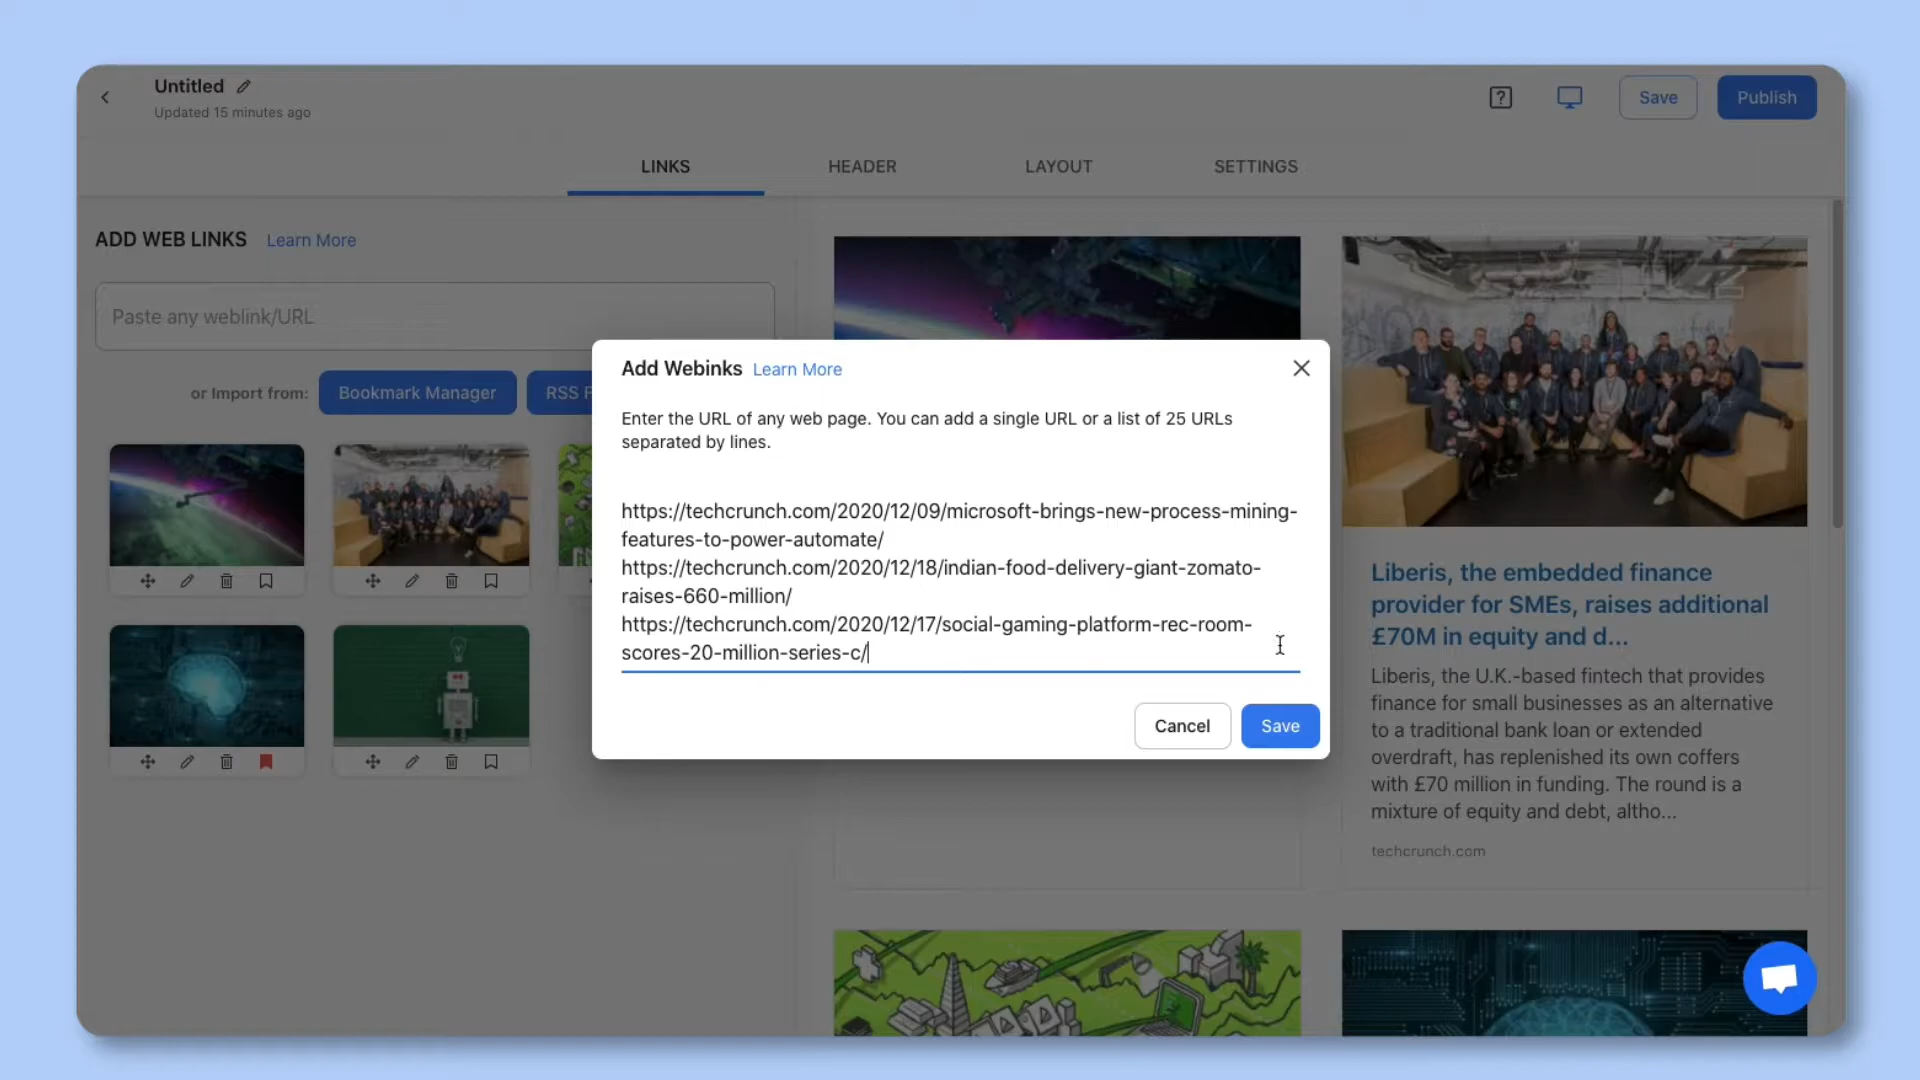 Untitled
Updated 15 minutes ago
Save
Publish
LINKS
HEADER
LAYOUT
SETTINGS
ADD WEB LINKS Learn More
Paste any weblink/URL
or Import from:
Bookmark Manager
RSS F
Add Webinks Learn More
Enter the URL of any web page. You can add a single URL or a list of 25 URLs
separated by lines.
https://techcrunch.com/2020/12/09/microsoft-brings-new-process-mining-
features-to-power-automate/
https://techcrunch.com/2020/12/18/indian-food-delivery-giant-zomato-
raises-660-million/
https://techcrunch.com/2020/12/17/social-gaming-platform-rec-room-
scores-20-million-series-c/
Cancel
Save
Liberis, the embedded finance
provider for SMEs, raises additional
£70M in equity and d...
Liberis, the U.K.-based fintech that provides
finance for small businesses as an alternative
to a traditional bank loan or extended
overdraft, has replenished its own coffers
with £70 million in funding. The round is a
mixture of equity and debt, altho...
techcrunch.com